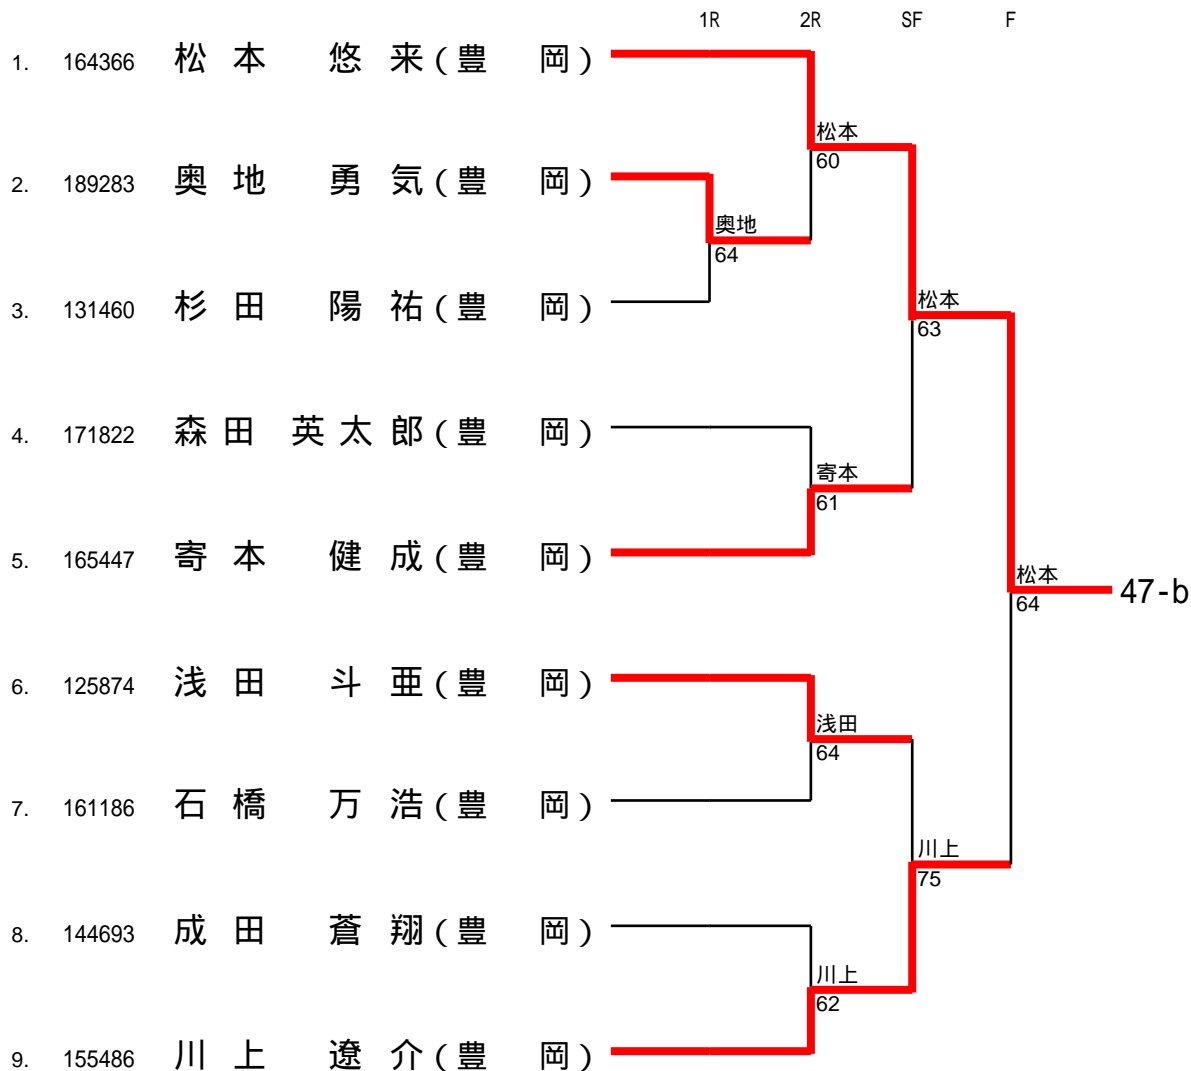 1R 2R SF F
1. 164366 松本 悠来(豊 岡)
松本
60
2. 189283 奥地 勇気(豊 岡)
奥地
64
3. 131460 杉田 陽祐(豊 岡)
松本
63
4. 171822 森田 英太郎(豊 岡)
寄本
61
5. 165447 寄本 健成(豊 岡)
松本
64
47-b
6. 125874 浅田 斗亜(豊 岡)
浅田
64
7. 161186 石橋 万浩(豊 岡)
川上
75
8. 144693 成田 蒼翔(豊 岡)
川上
62
9. 155486 川上 遼介(豊 岡)